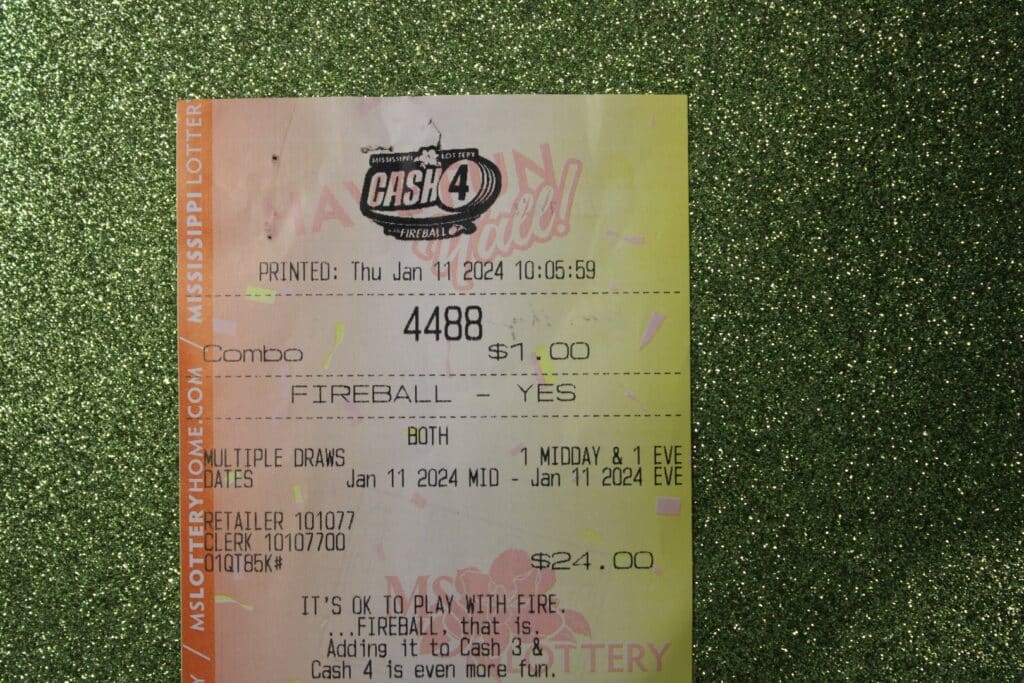 MISSISSIPPI LOTTERY
CASH 4
FIREBALL
HAVE FUN
Y'all!
PRINTED: Thu Jan 11 2024 10:05:59
4488
Combo $1.00
FIREBALL - YES
BOTH
MULTIPLE DRAWS 1 MIDDAY & 1 EVE
DATES Jan 11 2024 MID - Jan 11 2024 EVE
RETAILER 101077
CLERK 10107700
01QT85K# $24.00
IT'S OK TO PLAY WITH FIRE.
...FIREBALL, that is.
Adding it to Cash 3 &
Cash 4 is even more fun.
MS LOTTERY
/ MSLOTTERYHOME.COM / MISSISSIPPI LOTTER